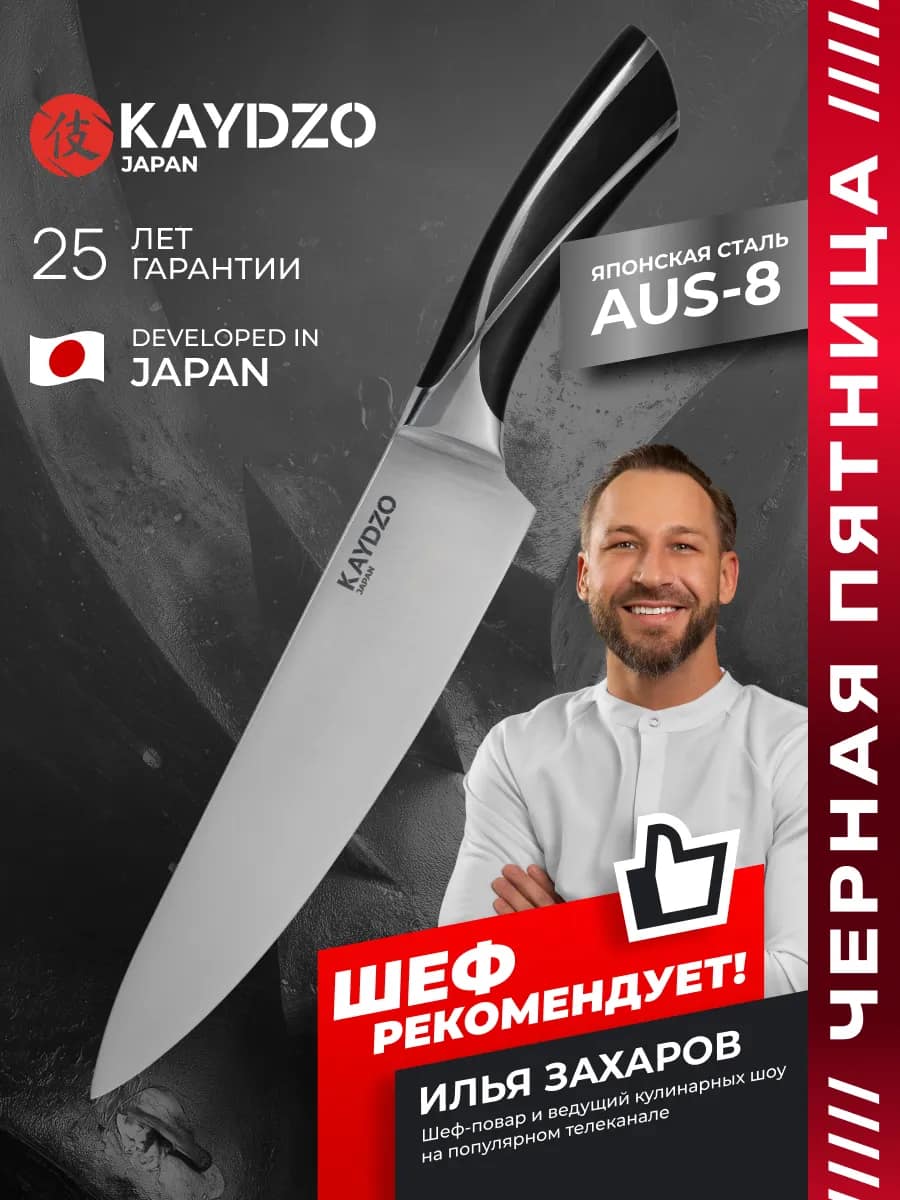 伎
KAYDZO
JAPAN
25 ЛЕТ
ГАРАНТИИ
DEVELOPED IN
JAPAN
ЯПОНСКАЯ СТАЛЬ
AUS-8
KAYDZO
JAPAN
ШЕФ
РЕКОМЕНДУЕТ!
ИЛЬЯ ЗАХАРОВ
Шеф-повар и ведущий кулинарных шоу
на популярном телеканале
///// ЧЕРНАЯ ПЯТНИЦА /////